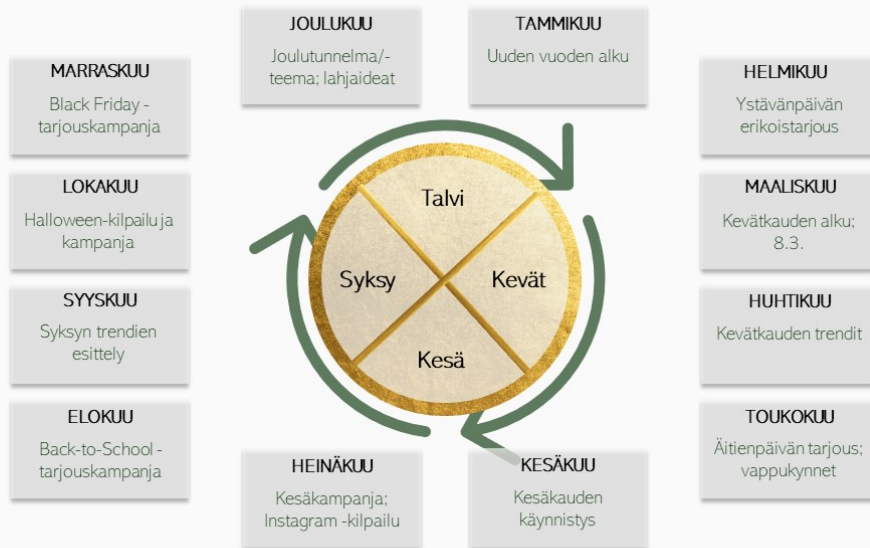 JOULUKUU
Joulutunnelma/-
teema; lahjaideat
TAMMIKUU
Uuden vuoden alku
MARRASKUU
Black Friday -
tarjouskampanja
HELMIKUU
Ystävänpäivän
erikoistarjous
LOKAKUU
Halloween-kilpailu ja
kampanja
MAALISKUU
Kevätkauden alku;
8.3.
SYYSKUU
Syksyn trendien
esittely
HUHTIKUU
Kevätkauden trendit
ELOKUU
Back-to-School -
tarjouskampanja
TOUKOKUU
Äitienpäivän tarjous;
vappukynnet
HEINÄKUU
Kesäkampanja;
Instagram -kilpailu
KESÄKUU
Kesäkauden
käynnistys
Talvi
Syksy
Kevät
Kesä